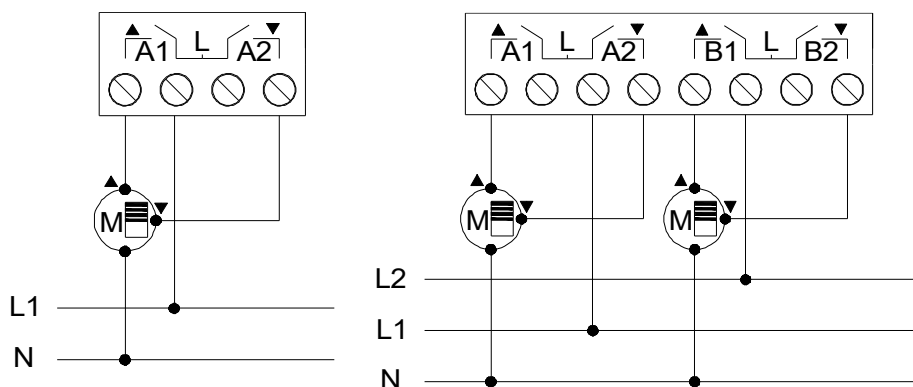 ▲ A1 L A2 ▼
▲ M ▼
L1
N
▲ A1 L A2 ▼ ▲ B1 L B2 ▼
▲ M ▼ ▲ M ▼
L2
L1
N